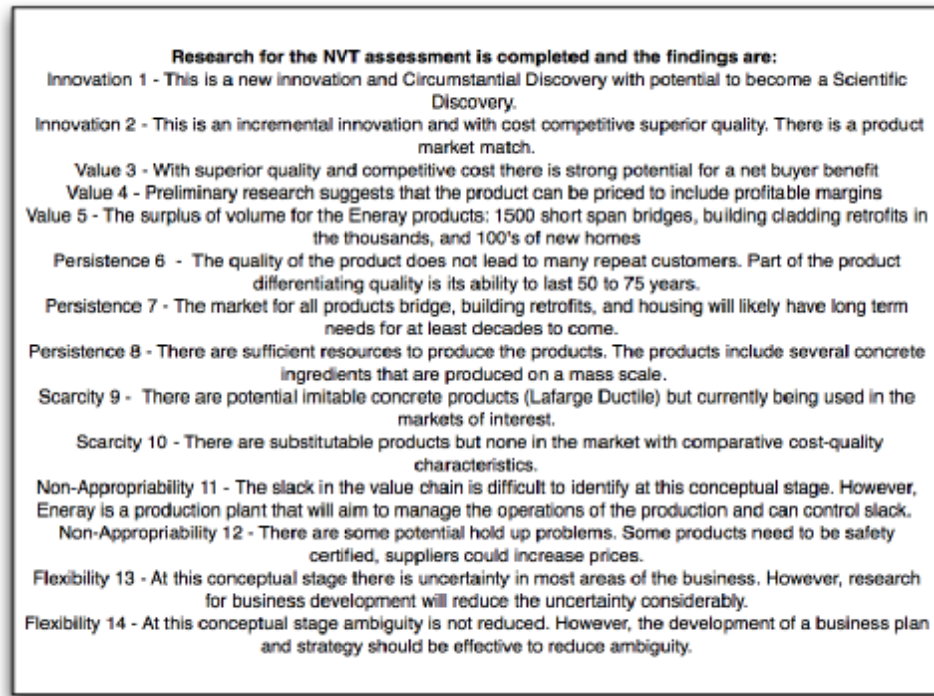 Research for the NVT assessment is completed and the findings are:
Innovation 1 - This is a new innovation and Circumstantial Discovery with potential to become a Scientific
Discovery.
Innovation 2 - This is an incremental innovation and with cost competitive superior quality. There is a product
market match.
Value 3 - With superior quality and competitive cost there is strong potential for a net buyer benefit
Value 4 - Preliminary research suggests that the product can be priced to include profitable margins
Value 5 - The surplus of volume for the Eneray products: 1500 short span bridges, building cladding retrofits in
the thousands, and 100's of new homes
Persistence 6 - The quality of the product does not lead to many repeat customers. Part of the product
differentiating quality is its ability to last 50 to 75 years.
Persistence 7 - The market for all products bridge, building retrofits, and housing will likely have long term
needs for at least decades to come.
Persistence 8 - There are sufficient resources to produce the products. The products include several concrete
ingredients that are produced on a mass scale.
Scarcity 9 - There are potential imitable concrete products (Lafarge Ductile) but currently being used in the
markets of interest.
Scarcity 10 - There are substitutable products but none in the market with comparative cost-quality
characteristics.
Non-Appropriability 11 - The slack in the value chain is difficult to identify at this conceptual stage. However,
Eneray is a production plant that will aim to manage the operations of the production and can control slack.
Non-Appropriability 12 - There are some potential hold up problems. Some products need to be safety
certified, suppliers could increase prices.
Flexibility 13 - At this conceptual stage there is uncertainty in most areas of the business. However, research
for business development will reduce the uncertainty considerably.
Flexibility 14 - At this conceptual stage ambiguity is not reduced. However, the development of a business plan
and strategy should be effective to reduce ambiguity.